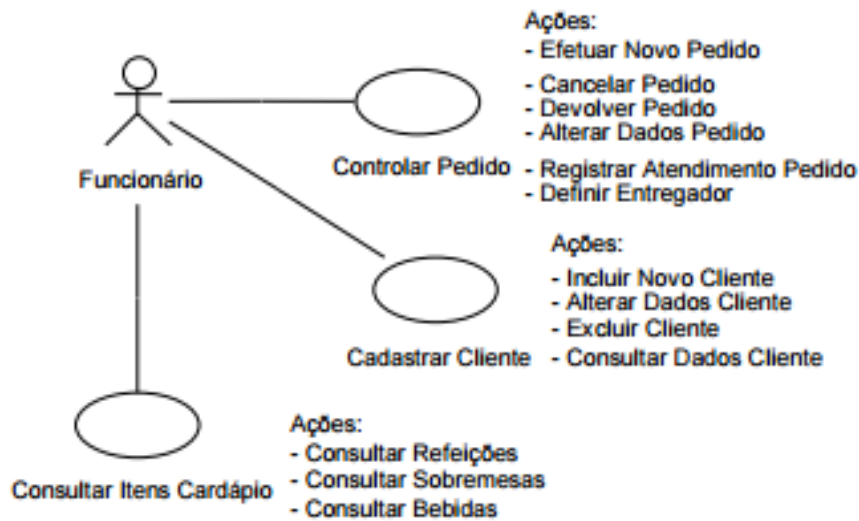 Ações:
- Efetuar Novo Pedido
- Cancelar Pedido
- Devolver Pedido
- Alterar Dados Pedido
- Registrar Atendimento Pedido
- Definir Entregador
Controlar Pedido
Funcionário
Ações:
- Incluir Novo Cliente
- Alterar Dados Cliente
- Excluir Cliente
- Consultar Dados Cliente
Cadastrar Cliente
Ações:
- Consultar Refeições
- Consultar Sobremesas
- Consultar Bebidas
Consultar Itens Cardápio